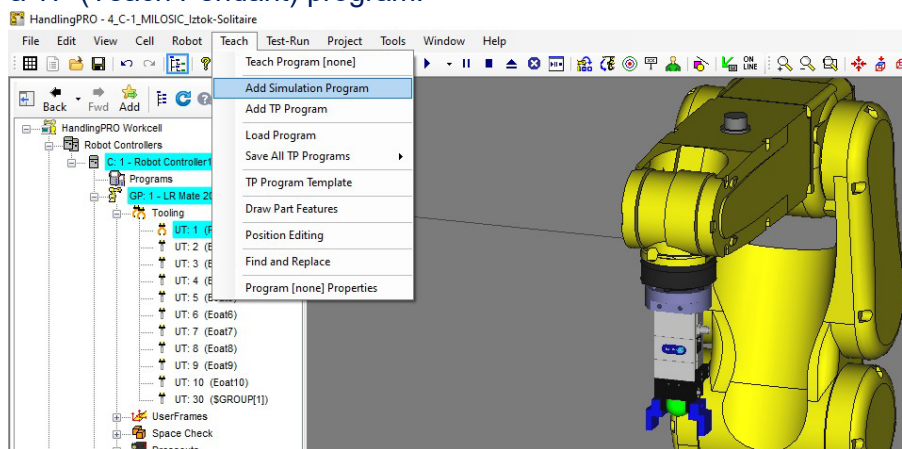 a TP (Teach Pendant) program.
HandlingPRO - 4_C-1_MILOSIC_Iztok-Solitaire
File Edit View Cell Robot Teach Test-Run Project Tools Window Help
Teach Program [none]
ON
LINE
Add Simulation Program
Back Fwd Add
Add TP Program
HandlingPRO Workcell
Load Program
Robot Controllers
Save All TP Programs
C: 1 - Robot Controller1
Programs
TP Program Template
GP: 1 - LR Mate 20
Tooling
Draw Part Features
UT: 1
Position Editing
UT: 2
UT: 3
Find and Replace
UT: 4
Program [none] Properties
UT: 5
UT: 6 (Eoat6)
UT: 7 (Eoat7)
UT: 8 (Eoat8)
UT: 9 (Eoat9)
UT: 10 (Eoat10)
UT: 30 ($GROUP[1])
UserFrames
Space Check